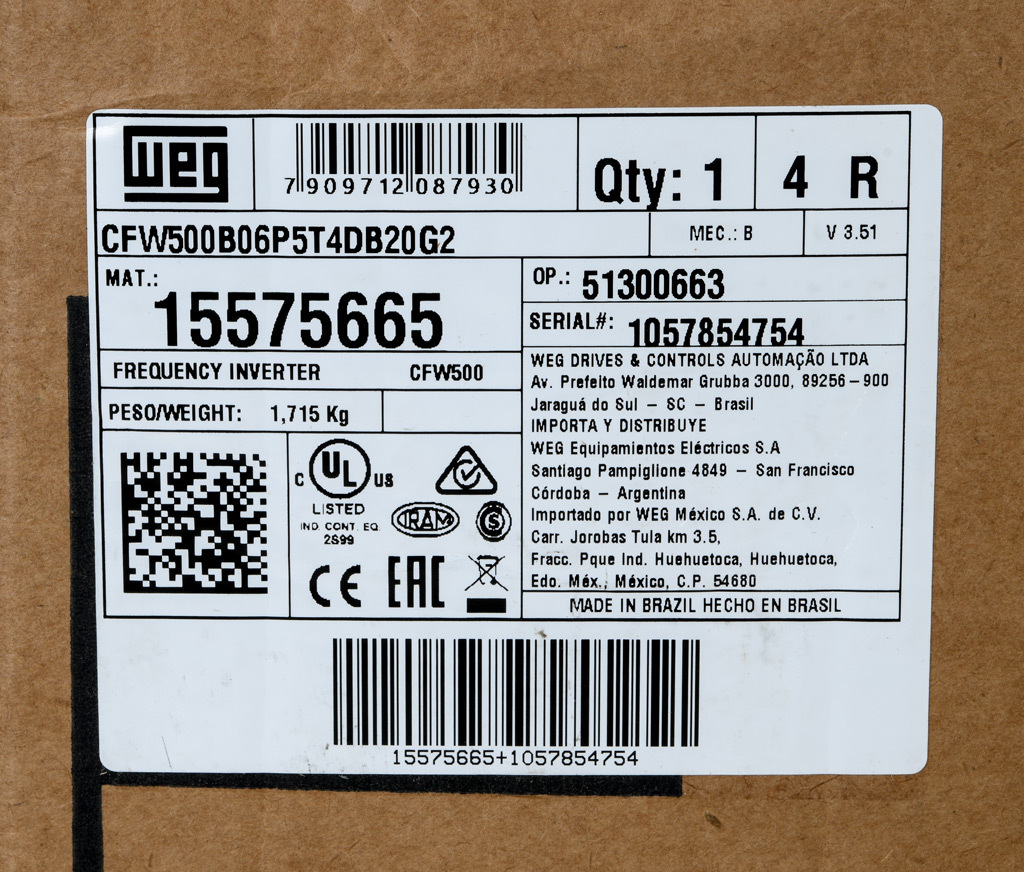 weg
7 909712 087930
Qty: 1
4 R
CFW500B06P5T4DB20G2
MEC.: B
V 3.51
MAT.:
15575665
OP.: 51300663
SERIAL#: 1057854754
FREQUENCY INVERTER CFW500
PESO/WEIGHT: 1,715 Kg
WEG DRIVES & CONTROLS AUTOMAÇÃO LTDA
Av. Prefeito Waldemar Grubba 3000, 89256-900
Jaraguá do Sul - SC - Brasil
IMPORTA Y DISTRIBUYE
WEG Equipamientos Eléctricos S.A
Santiago Pampiglione 4849 - San Francisco
Córdoba - Argentina
Importado por WEG México S.A. de C.V.
Carr. Jorobas Tula km 3.5,
Fracc. Pque Ind. Huehuetoca, Huehuetoca,
Edo. Méx., México, C.P. 54680
MADE IN BRAZIL HECHO EN BRASIL
C UL US
LISTED
IND. CONT. EQ.
2S99
IRAM
S
CE EAC
15575665+1057854754